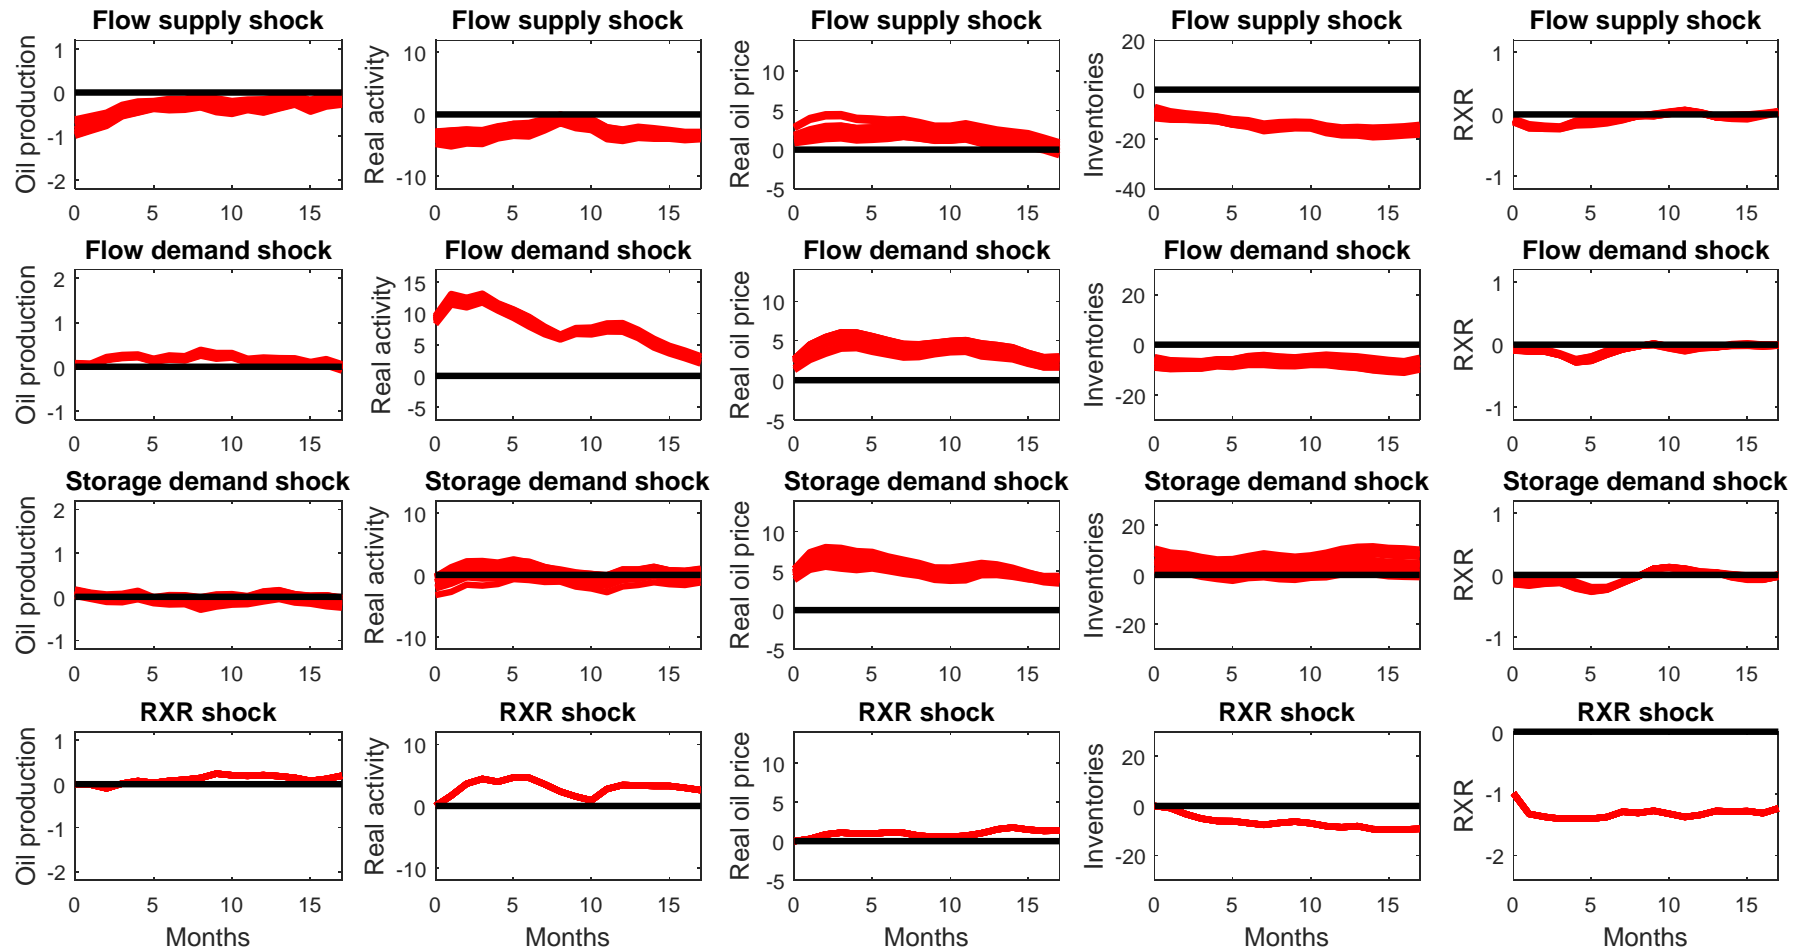 Flow supply shock
Oil production
1
0
-1
-2
0 5 10 15
Flow supply shock
Real activity
10
0
-10
0 5 10 15
Flow supply shock
Real oil price
10
5
0
-5
0 5 10 15
Flow supply shock
Inventories
20
0
-20
-40
0 5 10 15
Flow supply shock
RXR
1
0
-1
0 5 10 15
Flow demand shock
Oil production
2
1
0
-1
0 5 10 15
Flow demand shock
Real activity
15
10
5
0
-5
0 5 10 15
Flow demand shock
Real oil price
10
5
0
-5
0 5 10 15
Flow demand shock
Inventories
20
0
-20
0 5 10 15
Flow demand shock
RXR
1
0
-1
0 5 10 15
Storage demand shock
Oil production
2
1
0
-1
0 5 10 15
Storage demand shock
Real activity
10
0
-10
0 5 10 15
Storage demand shock
Real oil price
10
5
0
-5
0 5 10 15
Storage demand shock
Inventories
20
0
-20
0 5 10 15
Storage demand shock
RXR
1
0
-1
0 5 10 15
RXR shock
Oil production
1
0
-1
-2
0 5 10 15
Months
RXR shock
Real activity
10
0
-10
0 5 10 15
Months
RXR shock
Real oil price
10
5
0
-5
0 5 10 15
Months
RXR shock
Inventories
20
0
-20
0 5 10 15
Months
RXR shock
RXR
0
-1
-2
0 5 10 15
Months